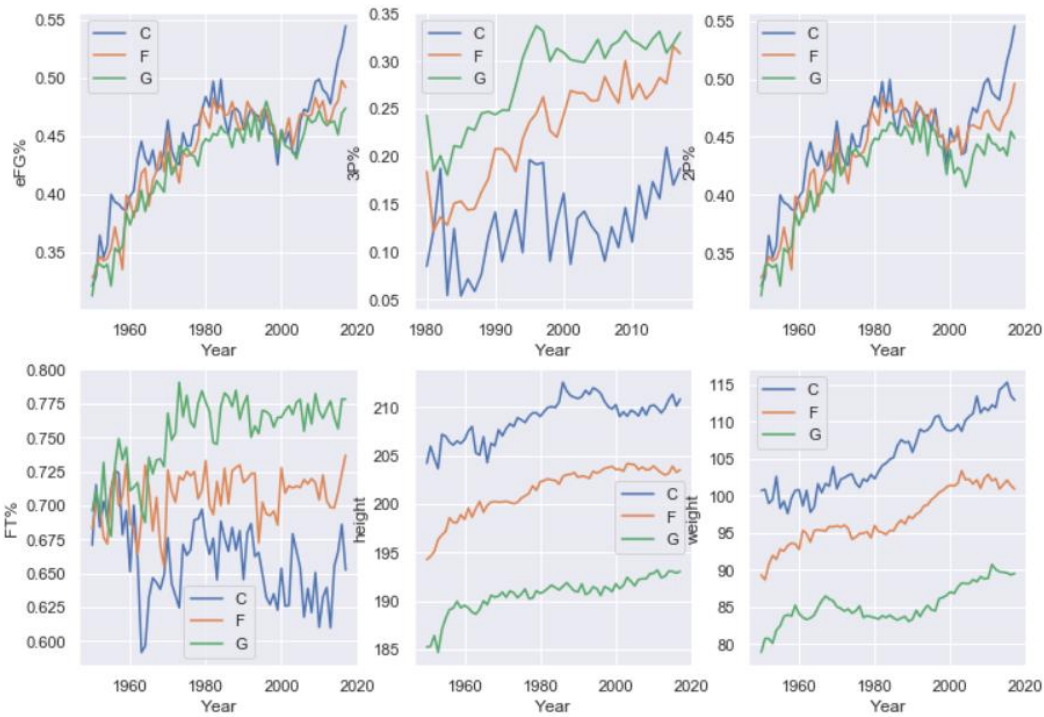 0.55
0.50
0.45
0.40
0.35
eFG%
C
F
G
1960
1980
2000
2020
Year
0.35
0.30
0.25
0.20
0.15
0.10
0.05
3P%
C
F
G
1980
1990
2000
2010
Year
0.55
0.50
0.45
0.40
0.35
2P%
C
F
G
1960
1980
2000
2020
Year
0.800
0.775
0.750
0.725
0.700
0.675
0.650
0.625
0.600
FT%
C
F
G
1960
1980
2000
2020
Year
210
205
200
195
190
185
height
C
F
G
1960
1980
2000
2020
Year
115
110
105
100
95
90
85
80
weight
C
F
G
1960
1980
2000
2020
Year